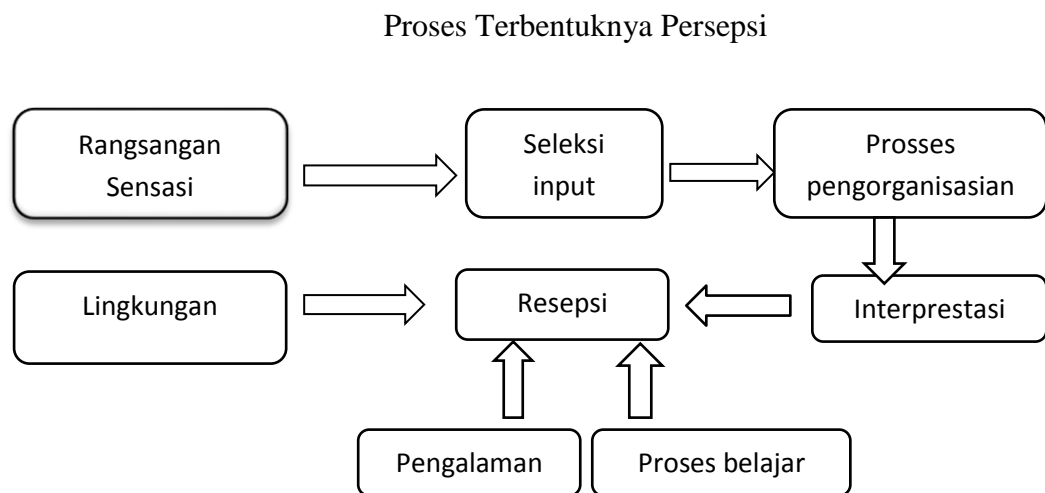 Proses Terbentuknya Persepsi
Rangsangan
Sensasi
Seleksi
input
Prosses
pengorganisasian
Lingkungan
Resepsi
Interprestasi
Pengalaman
Proses belajar